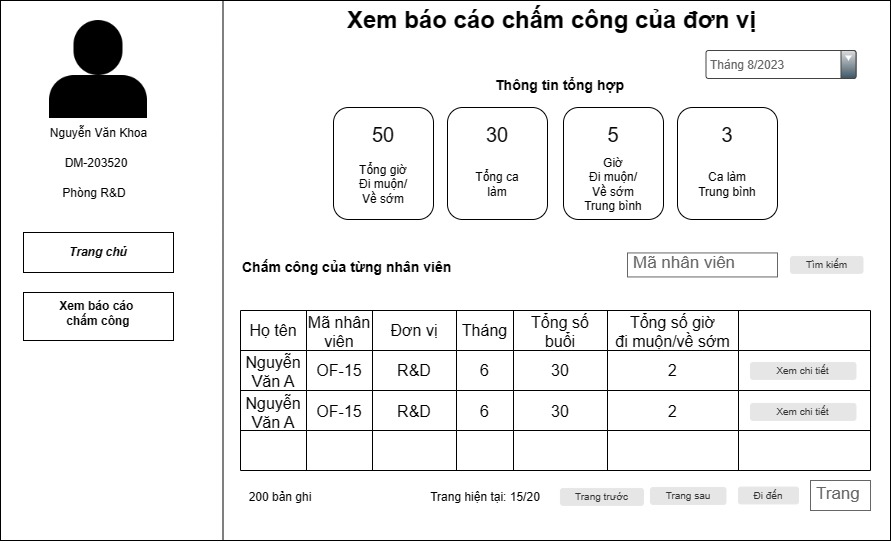 Xem báo cáo chấm công của đơn vị
Nguyễn Văn Khoa
DM-203520
Phòng R&D
Trang chủ
Xem báo cáo
chấm công
Tháng 8/2023
Thông tin tổng hợp
50
Tổng giờ
Đi muộn/
Về sớm
30
Tổng ca
làm
5
Giờ
Đi muộn/
Về sớm
Trung bình
3
Ca làm
Trung bình
Chấm công của từng nhân viên
Mã nhân viên
Tìm kiếm
Họ tên
Mã nhân
viên
Đơn vị
Tháng
Tổng số
buổi
Tổng số giờ
đi muộn/về sớm
Nguyễn
Văn A
OF-15
R&D
6
30
2
Xem chi tiết
Nguyễn
Văn A
OF-15
R&D
6
30
2
Xem chi tiết
200 bản ghi
Trang hiện tại: 15/20
Trang trước
Trang sau
Đi đến
Trang